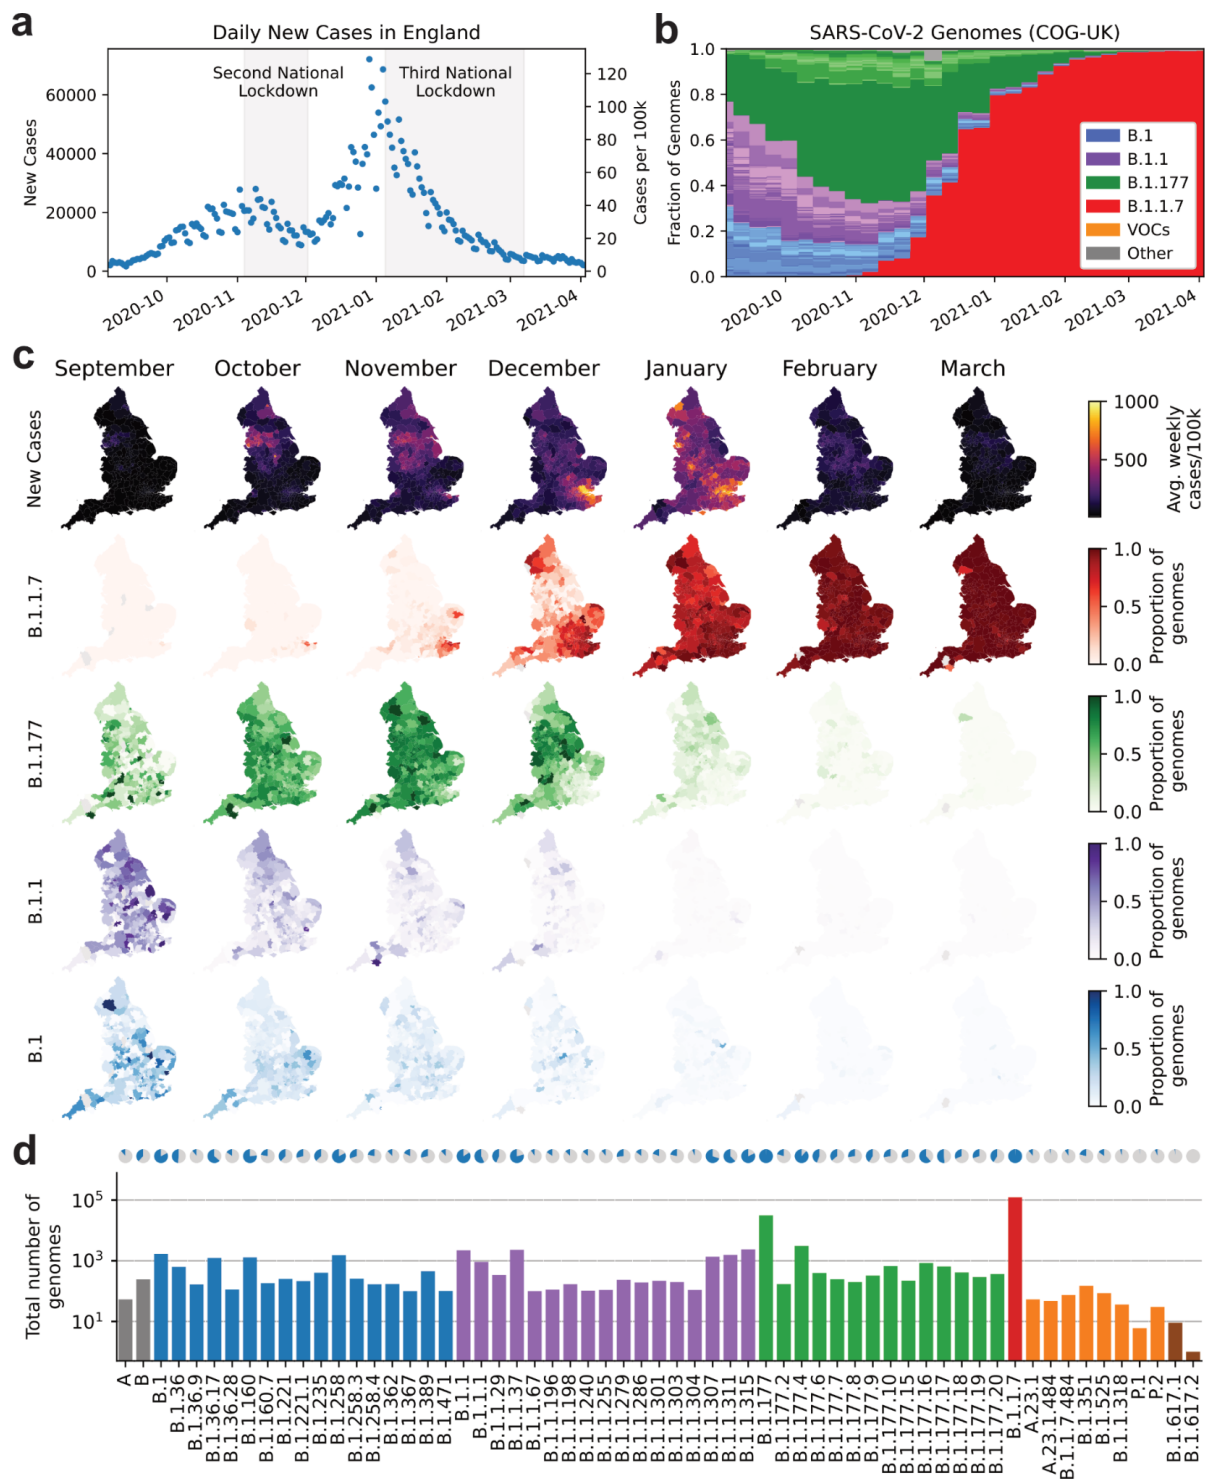 a
Daily New Cases in England
New Cases
60000
40000
20000
0
Second National
Lockdown
Third National
Lockdown
120
100
80
60
40
20
0
Cases per 100k
2020-10
2020-11
2020-12
2021-01
2021-02
2021-03
2021-04
b
SARS-CoV-2 Genomes (COG-UK)
Fraction of Genomes
1.0
0.8
0.6
0.4
0.2
0.0
B.1
B.1.1
B.1.177
B.1.1.7
VOCs
Other
2020-10
2020-11
2020-12
2021-01
2021-02
2021-03
2021-04
c
September October November December January February March
New Cases
1000
500
Avg. weekly
cases/100k
B.1.1.7
1.0
0.5
0.0
Proportion of
genomes
B.1.177
1.0
0.5
0.0
Proportion of
genomes
B.1.1
1.0
0.5
0.0
Proportion of
genomes
B.1
1.0
0.5
0.0
Proportion of
genomes
d
Total number of
genomes
10⁵
10³
10¹
A
B
B.1
B.1.36
B.1.36.9
B.1.36.17
B.1.36.28
B.1.160
B.1.160.7
B.1.221
B.1.221.1
B.1.235
B.1.258
B.1.258.3
B.1.258.4
B.1.362
B.1.367
B.1.389
B.1.471
B.1.1
B.1.1.1
B.1.1.29
B.1.1.37
B.1.1.67
B.1.1.196
B.1.1.198
B.1.1.240
B.1.1.255
B.1.1.279
B.1.1.286
B.1.1.301
B.1.1.303
B.1.1.304
B.1.1.307
B.1.1.311
B.1.1.315
B.1.177
B.1.177.2
B.1.177.4
B.1.177.6
B.1.177.7
B.1.177.8
B.1.177.9
B.1.177.10
B.1.177.15
B.1.177.16
B.1.177.17
B.1.177.18
B.1.177.19
B.1.177.20
B.1.1.7
A.23.1
A.23.1.484
B.1.1.7.484
B.1.351
B.1.525
B.1.1.318
P.1
P.2
B.1.617.1
B.1.617.2